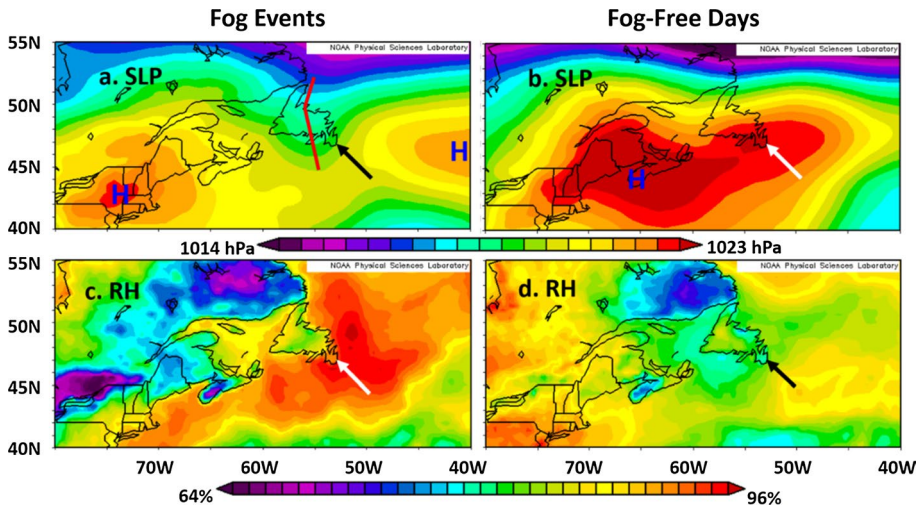 Fog Events
Fog-Free Days
55N
50N
45N
40N
NOAA Physical Sciences Laboratory
a. SLP
H
H
NOAA Physical Sciences Laboratory
b. SLP
H
1014 hPa
1023 hPa
55N
50N
45N
40N
NOAA Physical Sciences Laboratory
c. RH
NOAA Physical Sciences Laboratory
d. RH
70W 60W 50W 40W
70W 60W 50W 40W
64%
96%